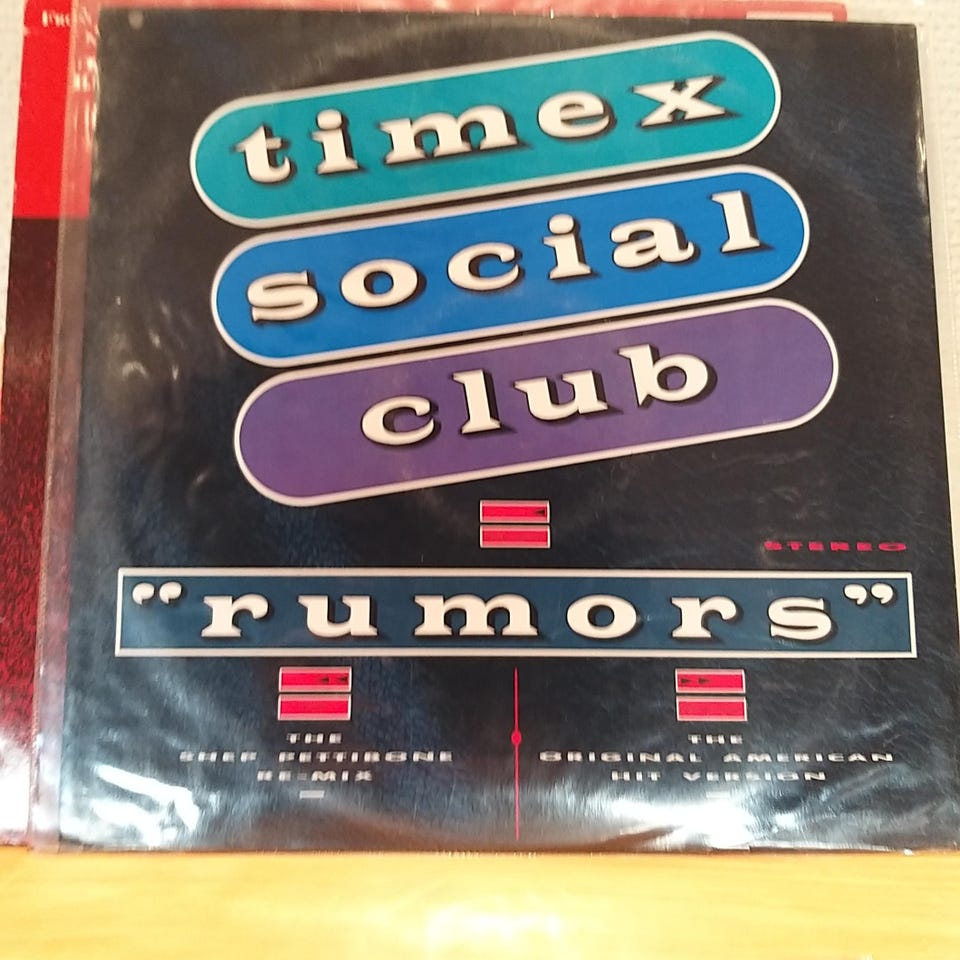 timex
social
club
STEREO
"rumors"
THE
SHEP PETTIBONE
RE-MIX
THE
ORIGINAL AMERICAN
HIT VERSION